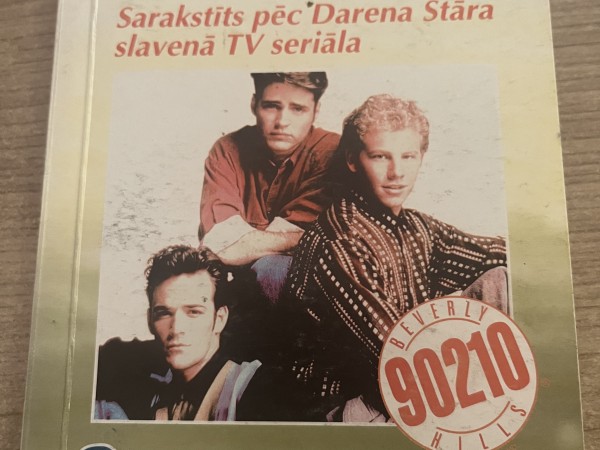 Sarakstīts pēc Darena Stāra
slavenā TV seriāla
BEVERLY
90210
HILLS